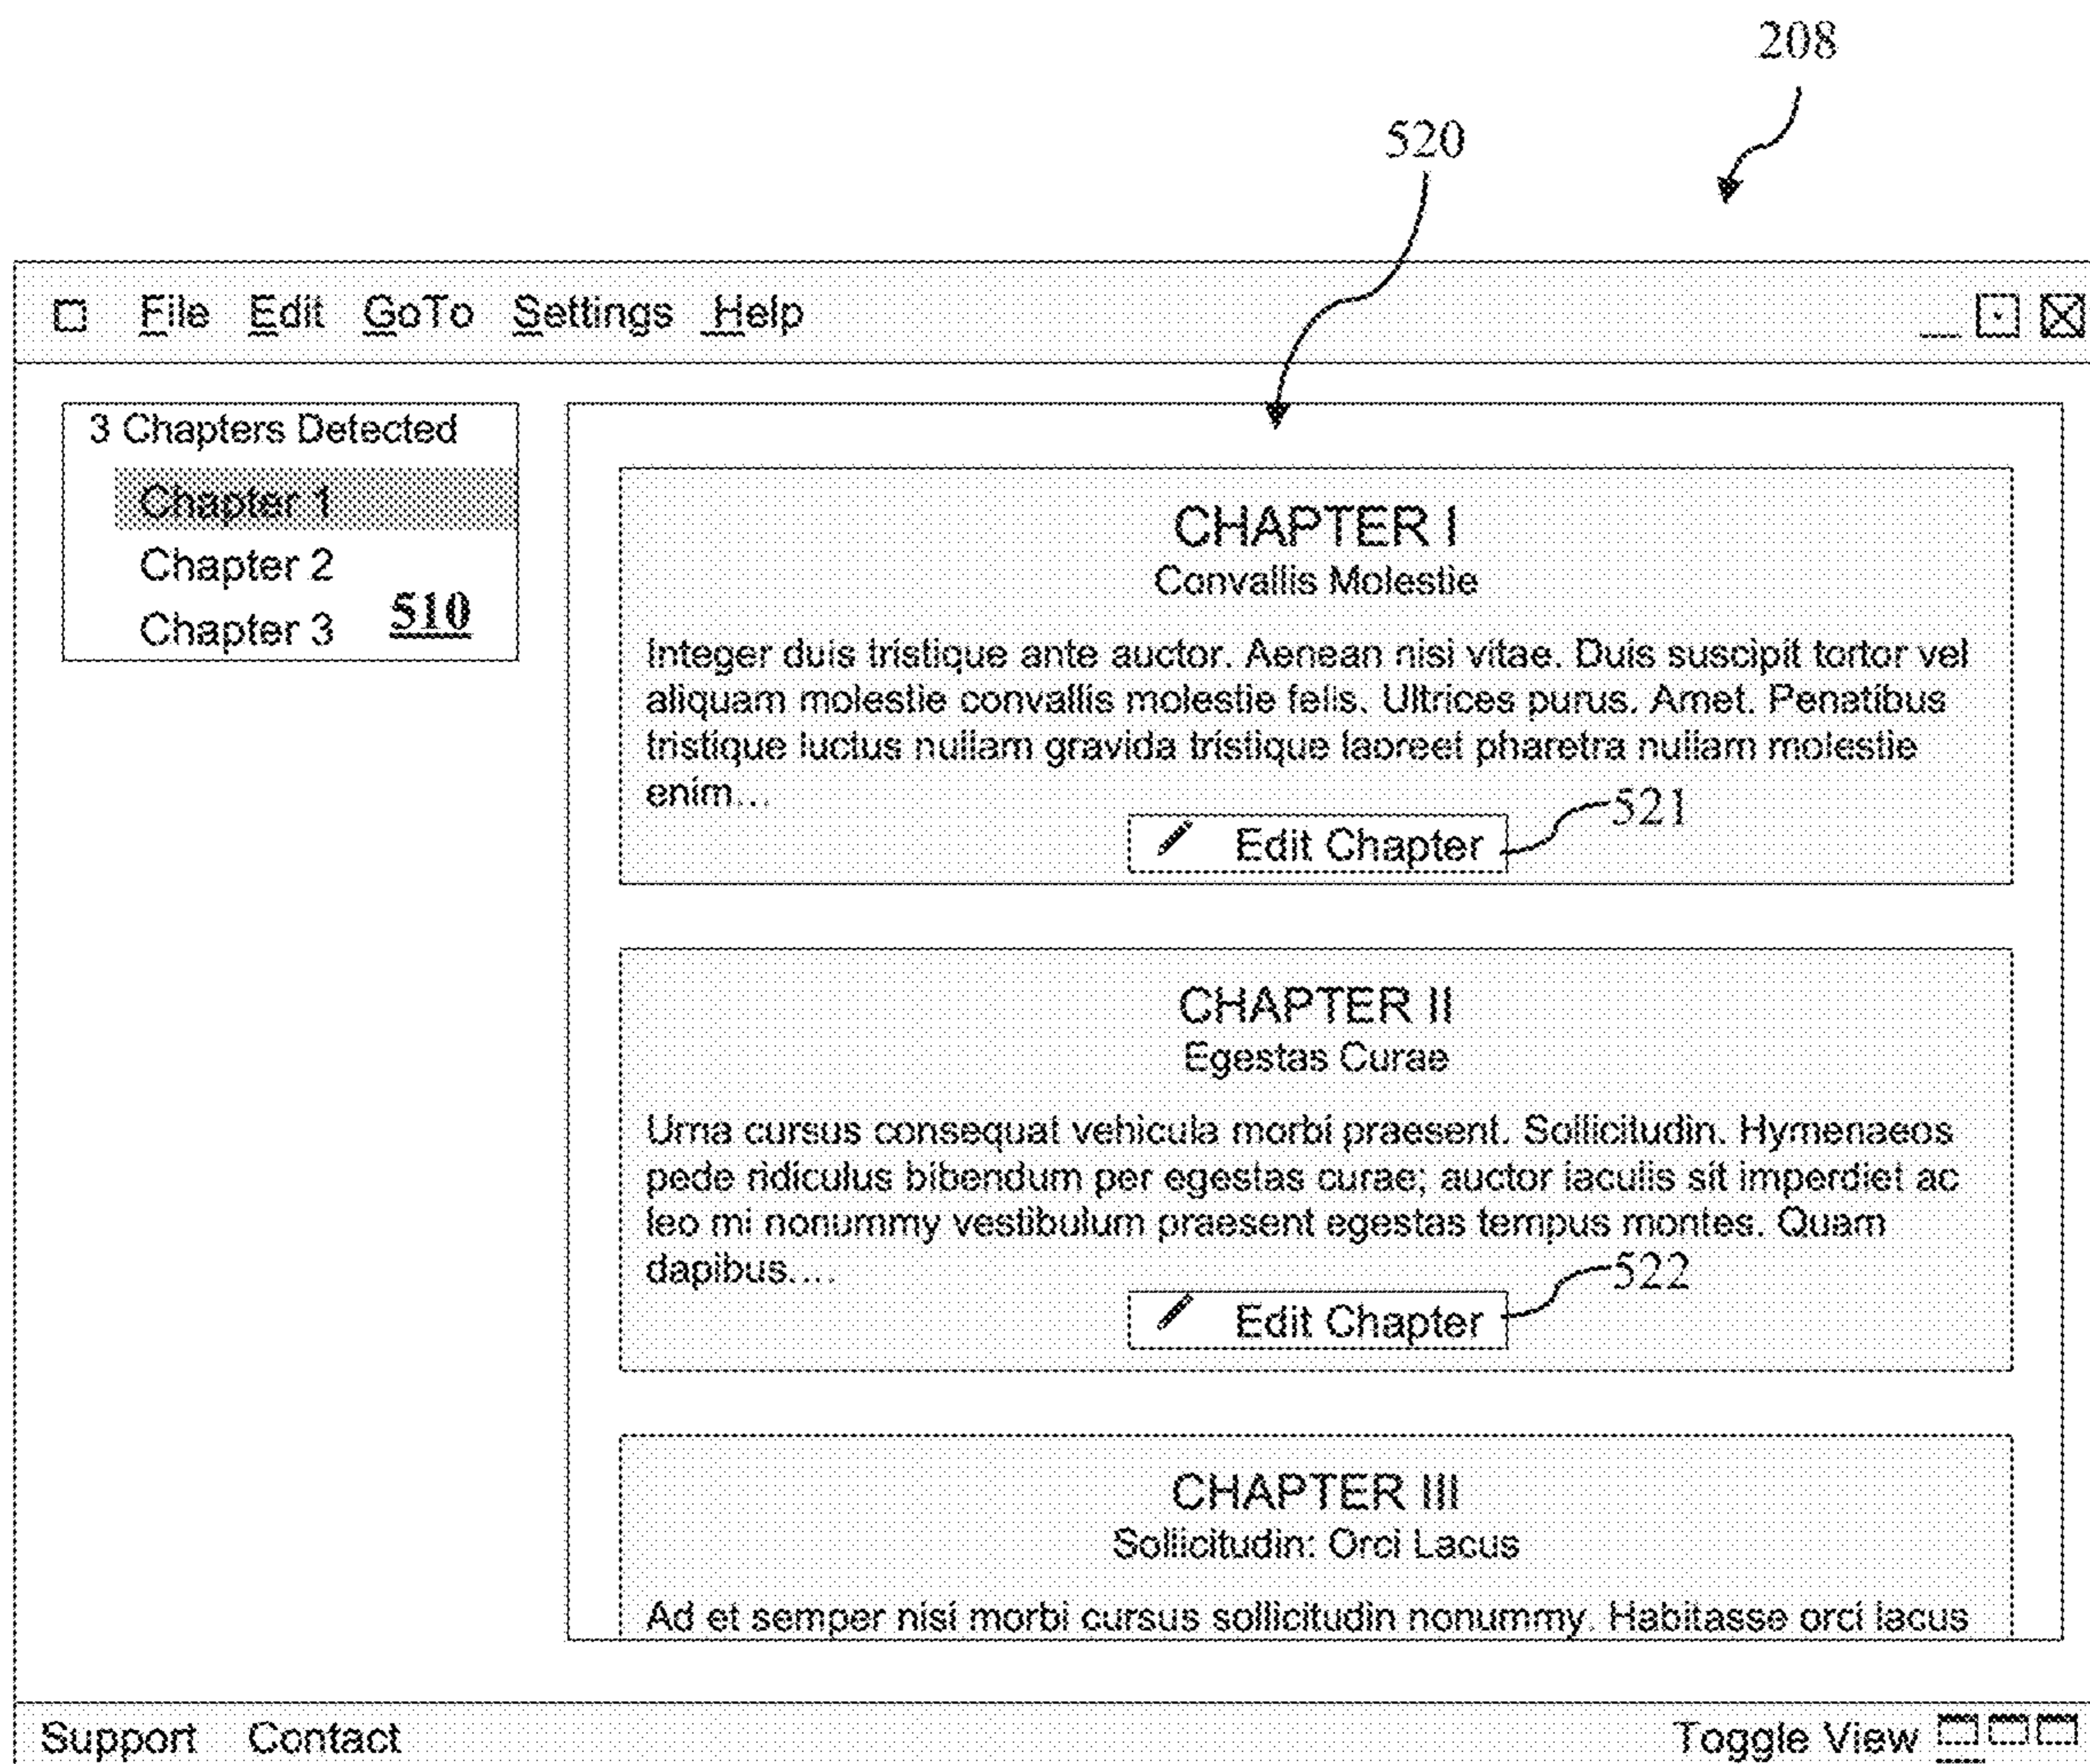 208
520
File Edit GoTo Settings Help
3 Chapters Detected
Chapter 1
Chapter 2
Chapter 3
510
CHAPTER I
Convallis Molestie
Integer duis tristique ante auctor. Aenean nisi vitae. Duis suscipit tortor vel
aliquam molestie convallis molestie felis. Ultrices purus. Amet. Penatibus
tristique luctus nullam gravida tristique laoreet pharetra nullam molestie
enim...
Edit Chapter
521
CHAPTER II
Egestas Curae
Urna cursus consequat vehicula morbi praesent. Sollicitudin. Hymenaeos
pede ridiculus bibendum per egestas curae; auctor iaculis sit imperdiet ac
leo mi nonummy vestibulum praesent egestas tempus montes. Quam
dapibus....
Edit Chapter
522
CHAPTER III
Sollicitudin: Orci Lacus
Ad et semper nisi morbi cursus sollicitudin nonummy. Habitasse orci lacus
Support Contact
Toggle View